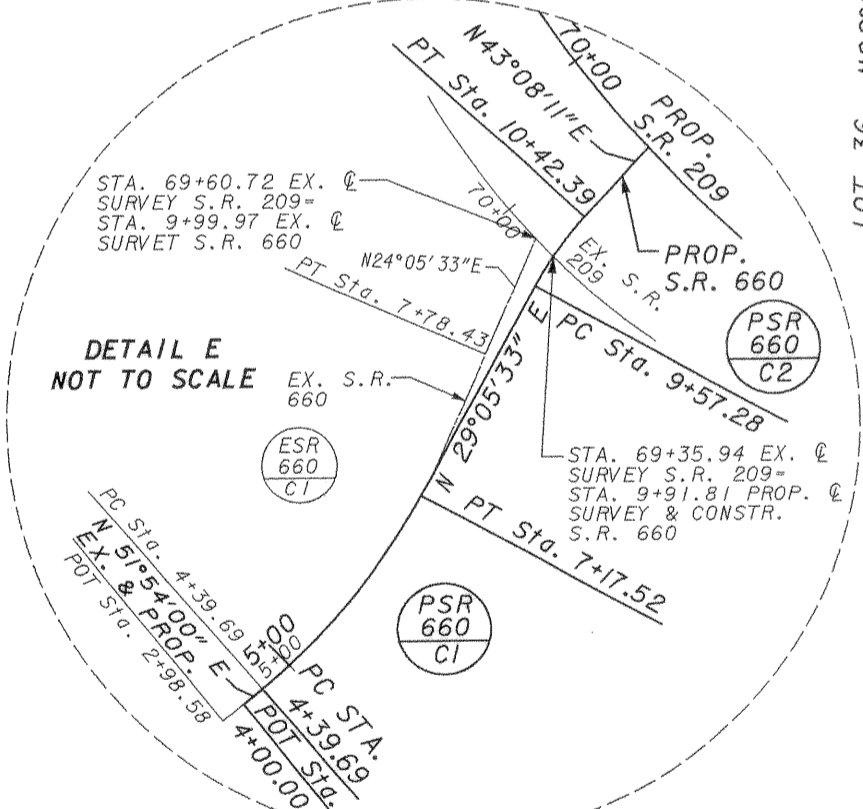 N43°08'11"E
PT Sta. 10+42.39
70+00
PROP.
S.R. 209
STA. 69+60.72 EX. ℄
SURVEY S.R. 209=
STA. 9+99.97 EX. ℄
SURVET S.R. 660
70+00
N24°05'33"E
PT Sta. 7+78.43
EX. S.R.
209
PROP.
S.R. 660
PSR
660
C2
DETAIL E
NOT TO SCALE
EX. S.R.
660
N 29°05'33" E
PC Sta. 9+57.28
ESR
660
C1
STA. 69+35.94 EX. ℄
SURVEY S.R. 209=
STA. 9+91.81 PROP. ℄
SURVEY & CONSTR.
S.R. 660
PT Sta. 7+17.52
PC Sta. 4+39.69
N 51°54'00" E
EX. & PROP.
POT Sta. 2+98.58
5+00
5+00
PC STA.
4+39.69
POT Sta.
4+00.00
PSR
660
C1
LOT 36